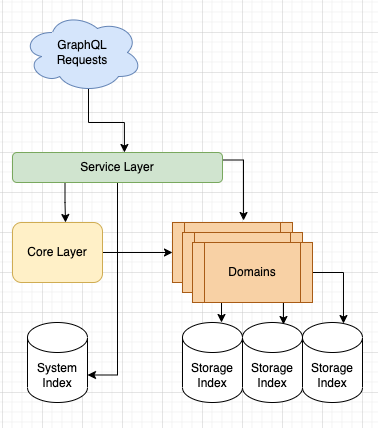 GraphQL
Requests
Service Layer
Core Layer
Domains
System
Index
Storage
Index
Storage
Index
Storage
Index